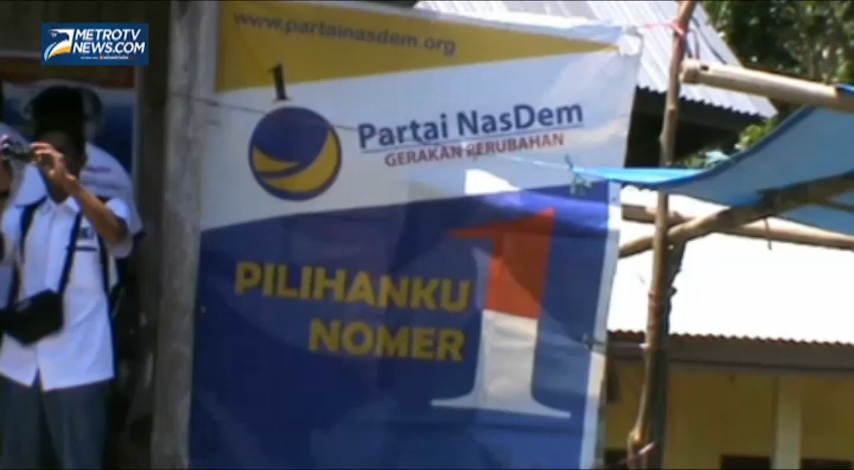 METROTV
NEWS.COM
www.partainasdem.org
1
Partai NasDem
GERAKAN PERUBAHAN
PILIHANKU
NOMER
1